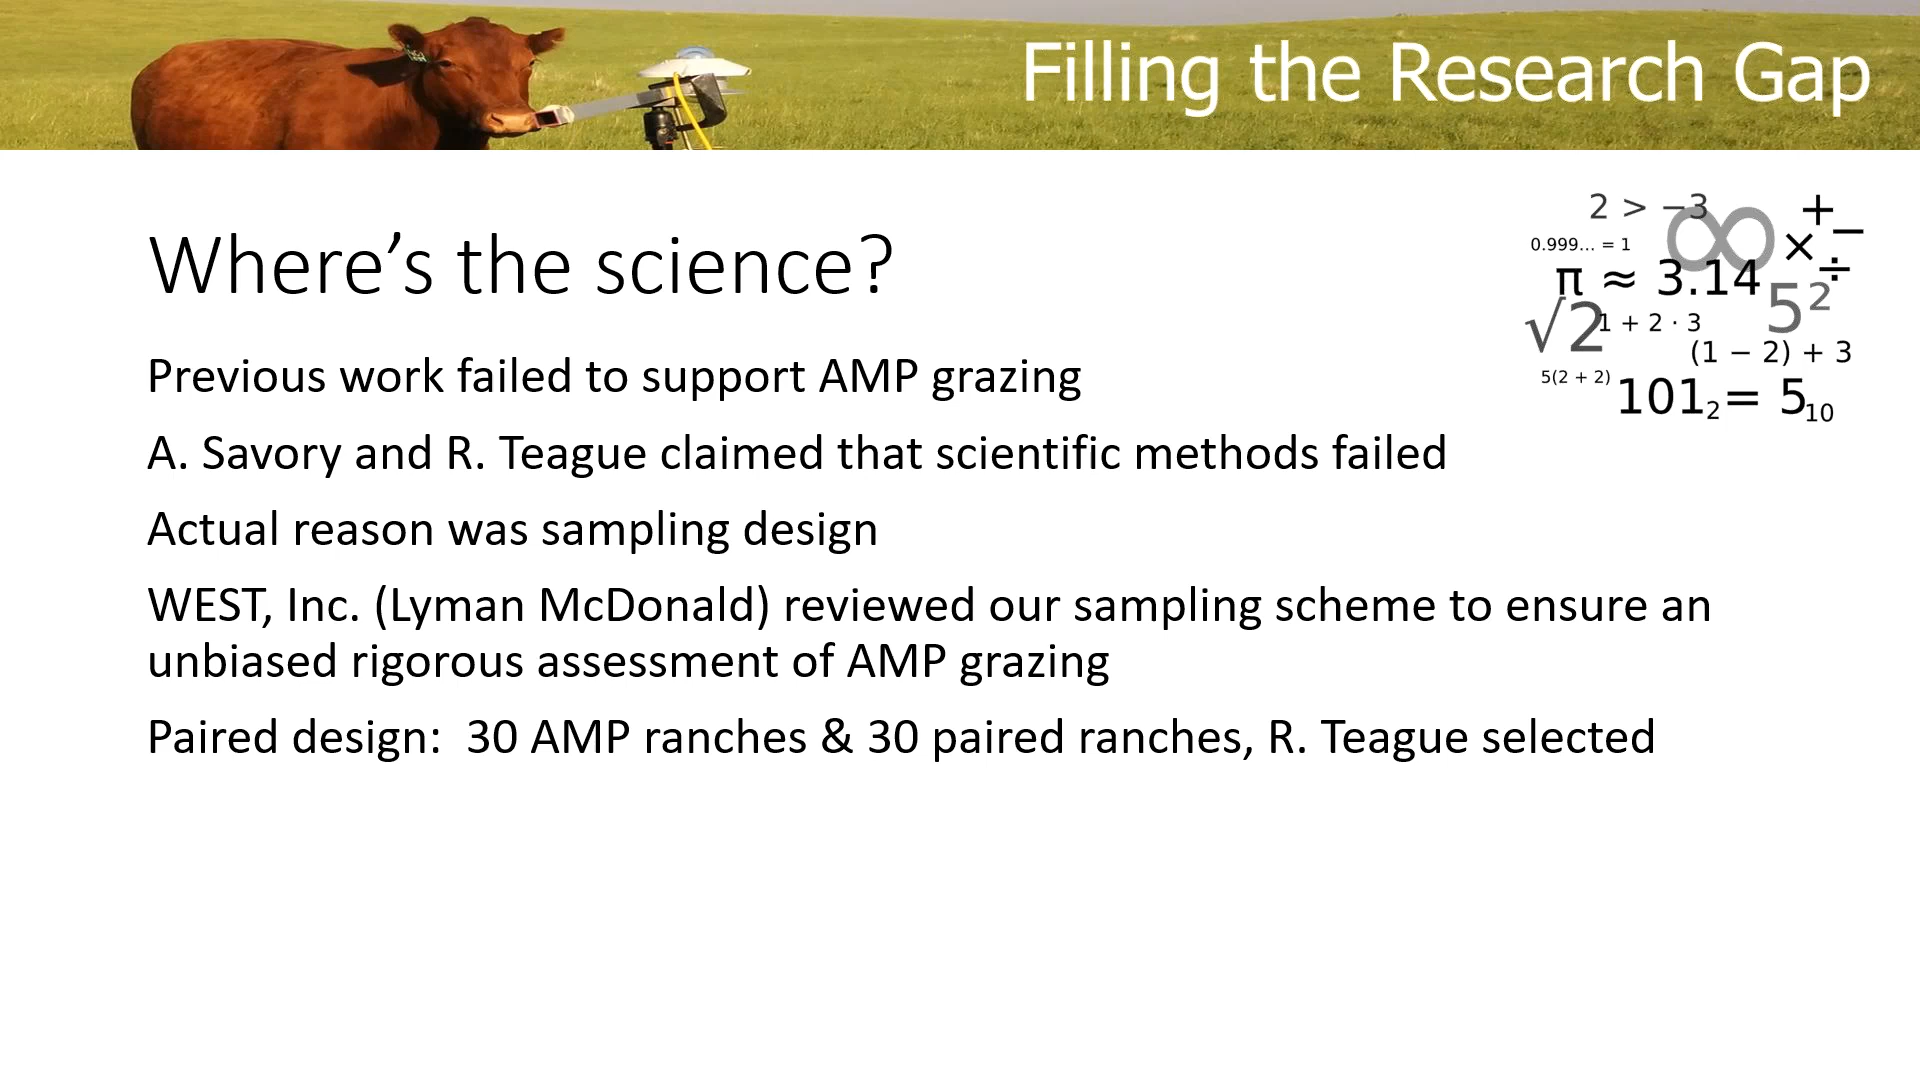 Filling the Research Gap
Where’s the science?
2 > −3
∞
+
−
×
÷
0.999... = 1
π ≈ 3.14
5²
√2
1 + 2 · 3
(1 − 2) + 3
5(2 + 2)
101₂ = 5₁₀
Previous work failed to support AMP grazing
A. Savory and R. Teague claimed that scientific methods failed
Actual reason was sampling design
WEST, Inc. (Lyman McDonald) reviewed our sampling scheme to ensure an
unbiased rigorous assessment of AMP grazing
Paired design:  30 AMP ranches & 30 paired ranches, R. Teague selected